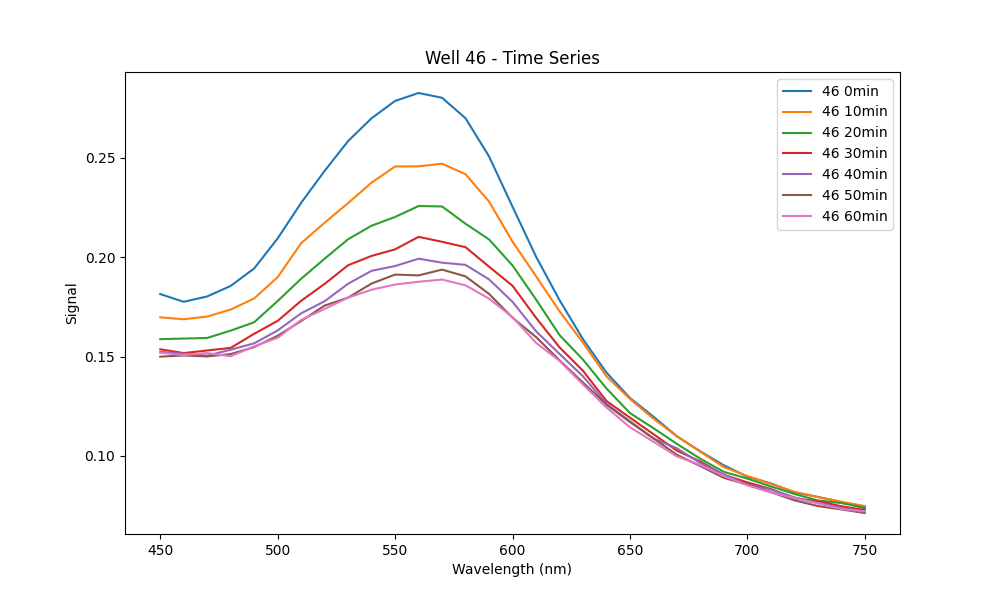 Well 46 - Time Series
46 0min
46 10min
46 20min
46 30min
46 40min
46 50min
46 60min
Signal
0.25
0.20
0.15
0.10
450 500 550 600 650 700 750
Wavelength (nm)